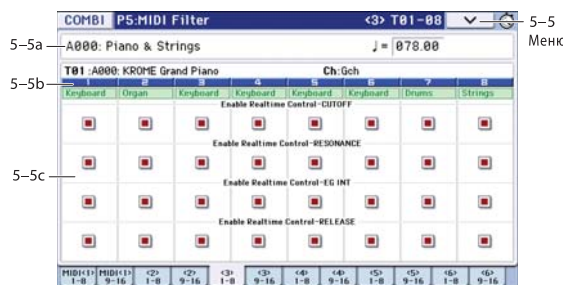 COMBI P5:MIDI Filter <3> T01-08
5–5
Меню
5–5a
A000: Piano & Strings ♩= 078.00
T01 :A000: KROME Grand Piano Ch:Gch
5–5b
1 2 3 4 5 6 7 8
Keyboard Organ Keyboard Keyboard Keyboard Keyboard Drums Strings
Enable Realtime Control-CUTOFF
Enable Realtime Control-RESONANCE
5–5c
Enable Realtime Control-EG INT
Enable Realtime Control-RELEASE
MIDI<1> MIDI<1> <2> <2> <3> <3> <4> <4> <5> <5> <6> <6>
1-8 9-16 1-8 9-16 1-8 9-16 1-8 9-16 1-8 9-16 1-8 9-16